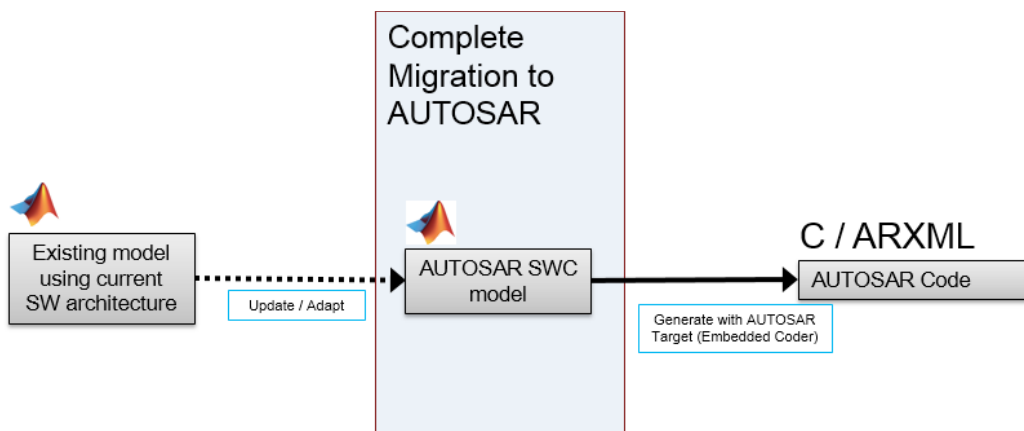 Complete
Migration to
AUTOSAR
Existing model
using current
SW architecture
Update / Adapt
AUTOSAR SWC
model
Generate with AUTOSAR
Target (Embedded Coder)
C / ARXML
AUTOSAR Code